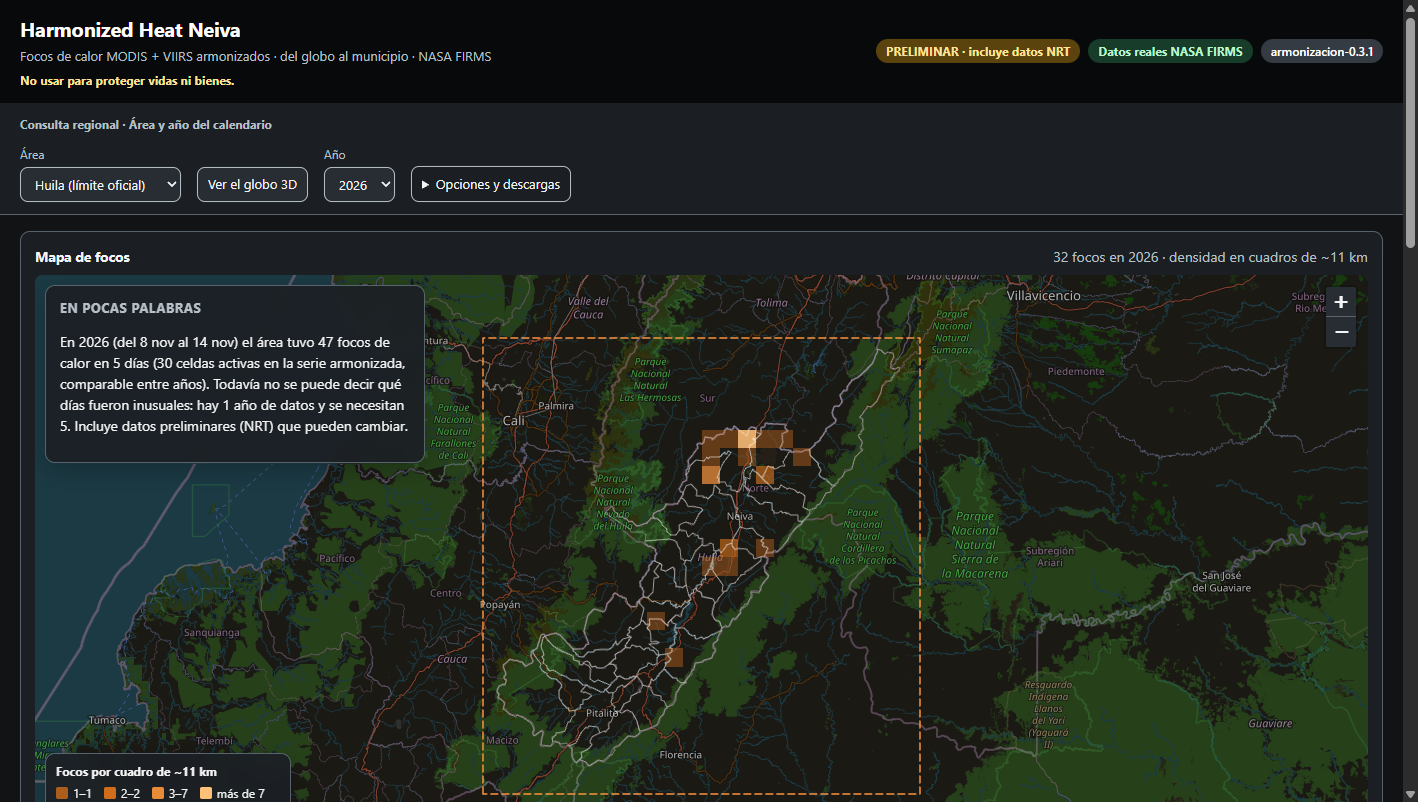 Harmonized Heat Neiva
Focos de calor MODIS + VIIRS armonizados · del globo al municipio · NASA FIRMS
No usar para proteger vidas ni bienes.
PRELIMINAR · incluye datos NRT
Datos reales NASA FIRMS
armonizacion-0.3.1
Consulta regional · Área y año del calendario
Área
Año
Huila (límite oficial)
Ver el globo 3D
2026
Opciones y descargas
Mapa de focos
32 focos en 2026 · densidad en cuadros de ~11 km
EN POCAS PALABRAS
En 2026 (del 8 nov al 14 nov) el área tuvo 47 focos de
calor en 5 días (30 celdas activas en la serie armonizada,
comparable entre años). Todavía no se puede decir qué
días fueron inusuales: hay 1 año de datos y se necesitan
5. Incluye datos preliminares (NRT) que pueden cambiar.
Distrito Capital
Villavicencio
+
−
Valle del
Cauca
Tolima
Parque
Nacional
Natural
Sumapaz
Parque
Nacional
Natural
Las Hermosas
Piedemonte
Sur
Palmira
Cali
Parque
Natural
Farallones
de Cali
Parque
Nacional
Natural
Nevado
del Huila
Norte
Neiva
Parque
Nacional
Natural
Cordillera
de los Picachos
Parque
Nacional
Natural
Sierra de
la Macarena
Subregión
Ariari
San José
del Guaviare
Pacífico
Huila
Centro
Popayán
Sanquianga
Cauca
Resguardo
Indigena
Llanos
del Yarí
(Yaguara
II)
Guaviare
Pitalito
Tumaco
Telembí
Macizo
Florencia
Focos por cuadro de ~11 km
1–1
2–2
3–7
más de 7